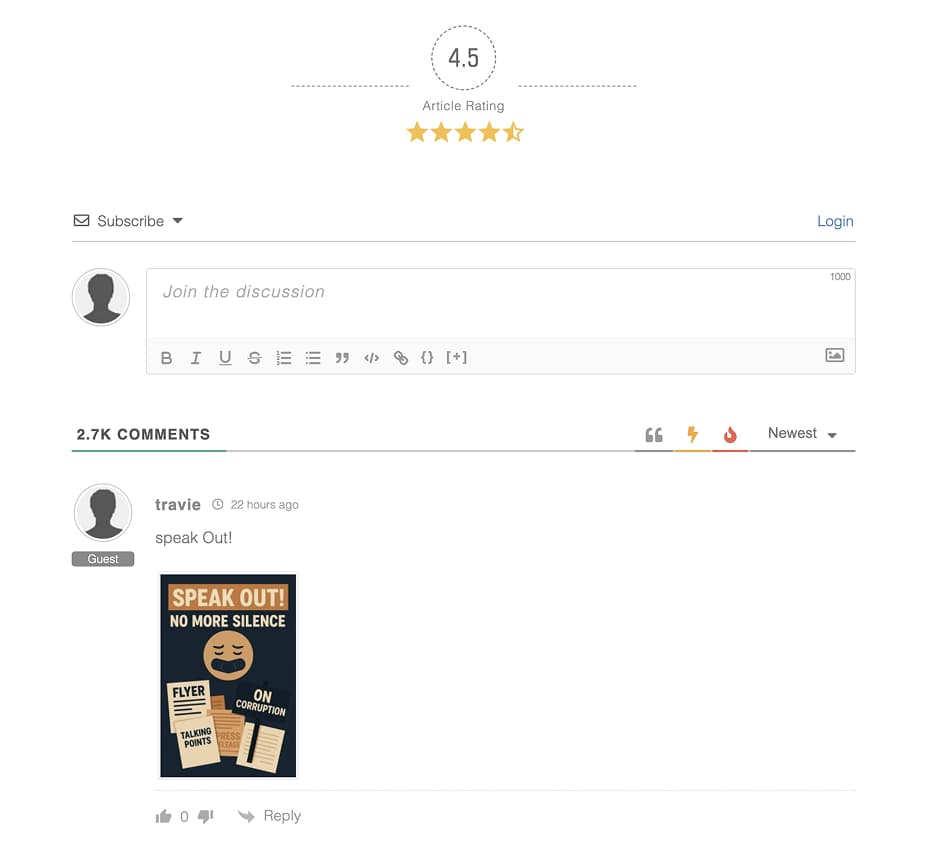 4.5
Article Rating
Subscribe
Login
1000
Join the discussion
B I U S {} [+]
2.7K COMMENTS
Newest
travie
22 hours ago
speak Out!
Guest
SPEAK OUT!
NO MORE SILENCE
FLYER
ON
CORRUPTION
TALKING
POINTS
PRESS
RELEASE
0
Reply